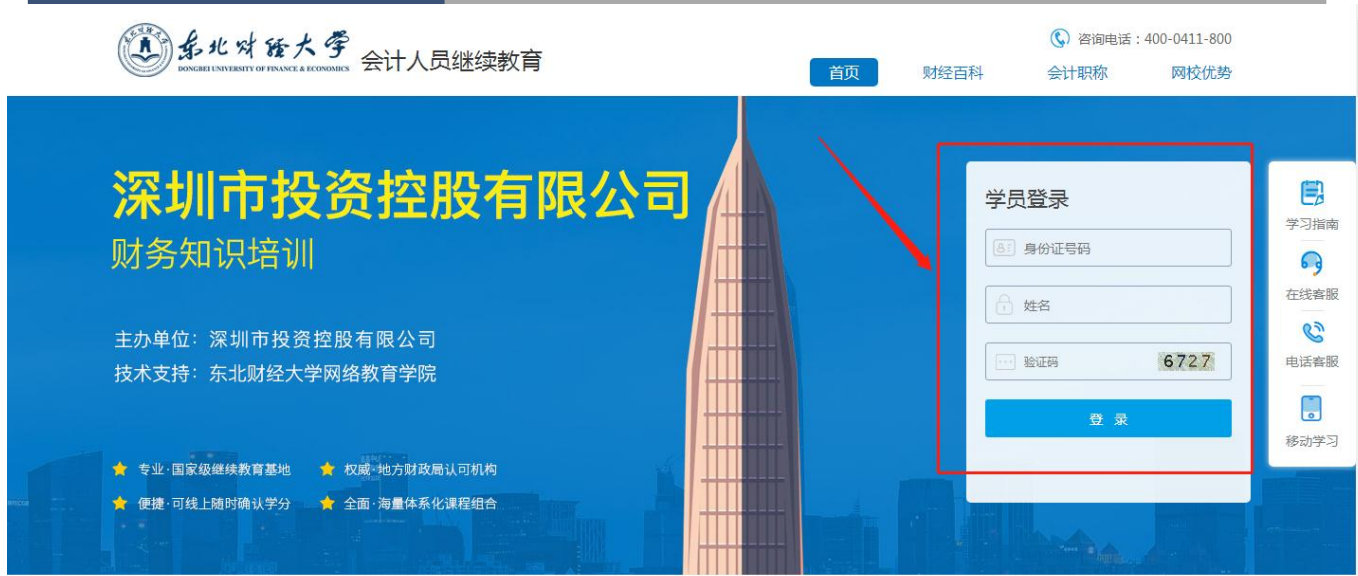 东北财经大学
DONGBEI UNIVERSITY OF FINANCE & ECONOMICS
会计人员继续教育
咨询电话：400-0411-800
首页 财经百科 会计职称 网校优势
深圳市投资控股有限公司
财务知识培训
主办单位：深圳市投资控股有限公司
技术支持：东北财经大学网络教育学院
专业·国家级继续教育基地 权威·地方财政局认可机构
便捷·可线上随时确认学分 全面·海量体系化课程组合
学员登录
身份证号码
姓名
验证码 6727
登 录
学习指南
在线客服
电话客服
移动学习